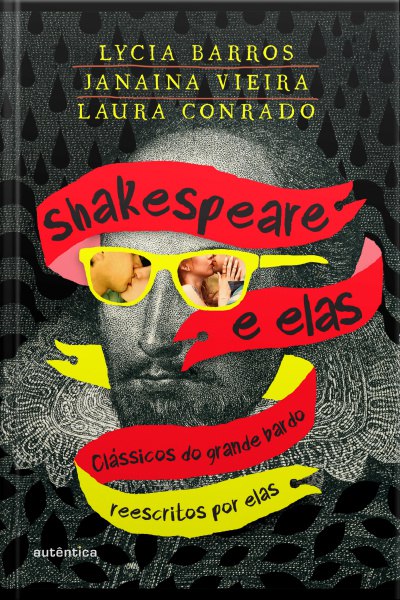 LYCIA BARROS
JANAINA VIEIRA
LAURA CONRADO
shakespeare
e elas
Clássicos do grande bardo
reescritos por elas
autêntica